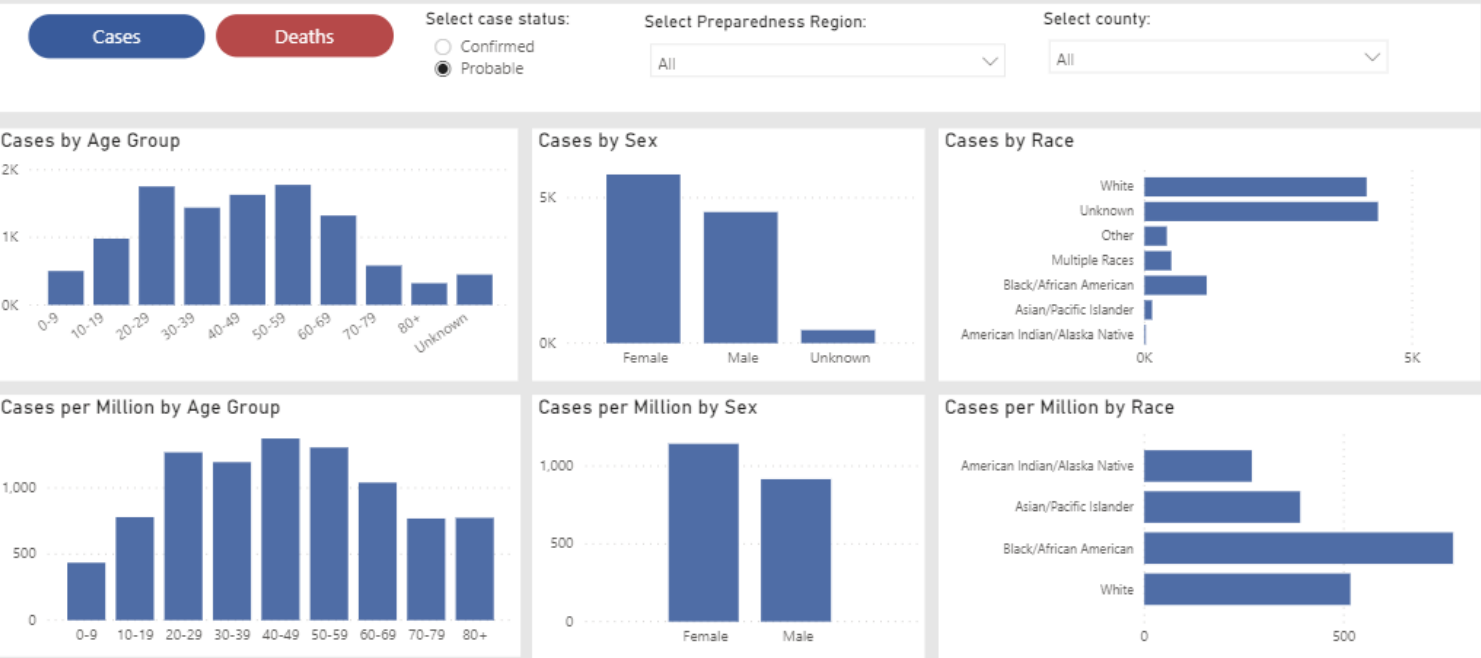 Cases
Deaths
Select case status:
Confirmed
Probable
Select Preparedness Region:
All
Select county:
All
Cases by Age Group
2K
1K
0K
0-9 10-19 20-29 30-39 40-49 50-59 60-69 70-79 80+ Unknown
Cases by Sex
5K
0K
Female Male Unknown
Cases by Race
White
Unknown
Other
Multiple Races
Black/African American
Asian/Pacific Islander
American Indian/Alaska Native
0K 5K
Cases per Million by Age Group
1,000
500
0
0-9 10-19 20-29 30-39 40-49 50-59 60-69 70-79 80+
Cases per Million by Sex
1,000
500
0
Female Male
Cases per Million by Race
American Indian/Alaska Native
Asian/Pacific Islander
Black/African American
White
0 500